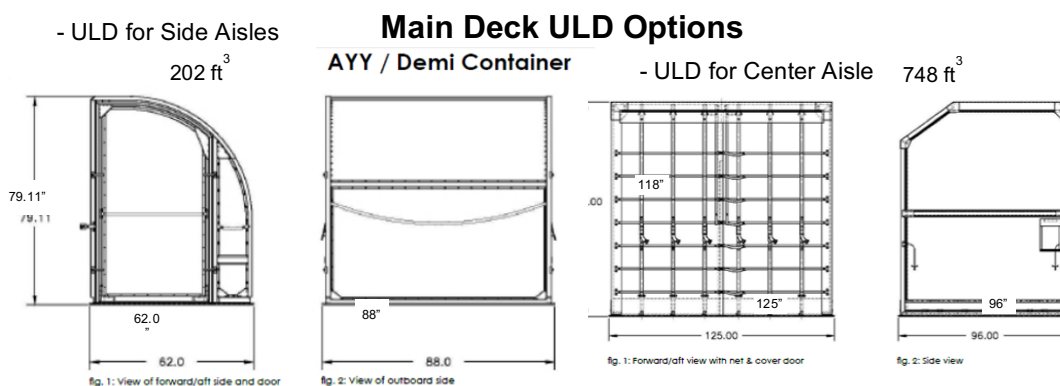 Main Deck ULD Options
- ULD for Side Aisles
202 ft3
AYY / Demi Container
- ULD for Center Aisle 748 ft3
79.11”
79.11
62.0
”
62.0
fig. 1: View of forward/aft side and door
88”
88.0
fig. 2: View of outboard side
.00
118”
125”
125.00
fig. 1: Forward/aft view with net & cover door
96”
96.00
fig. 2: Side view